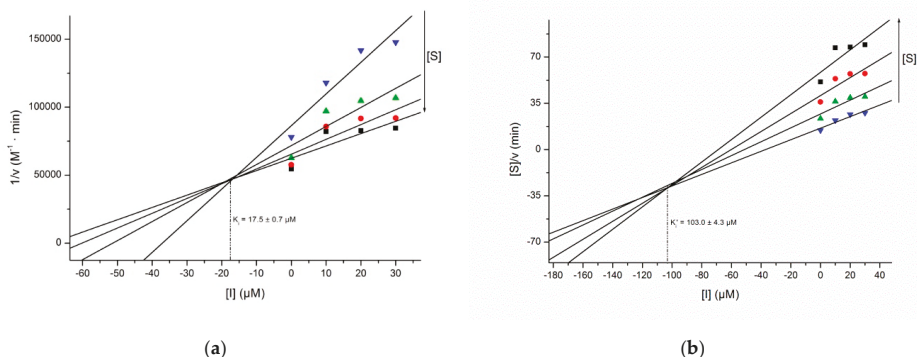 150000
100000
50000
0
1/v (M⁻¹ · min)
[S]
Kᵢ = 17.5 ± 0.7 µM
-60 -50 -40 -30 -20 -10 0 10 20 30
[I] (µM)
(a)
70
35
0
-35
-70
[S]/v (min)
[S]
Kᵢ' = 103.0 ± 4.3 µM
-180 -160 -140 -120 -100 -80 -60 -40 -20 0 20 40
[I] (µM)
(b)